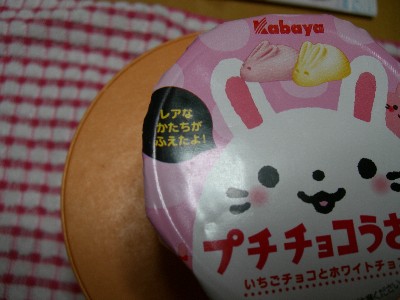 Kabaya
レアな
かたちが
ふえたよ!
プチチョコうさ
いちごチョコとホワイトチョコ